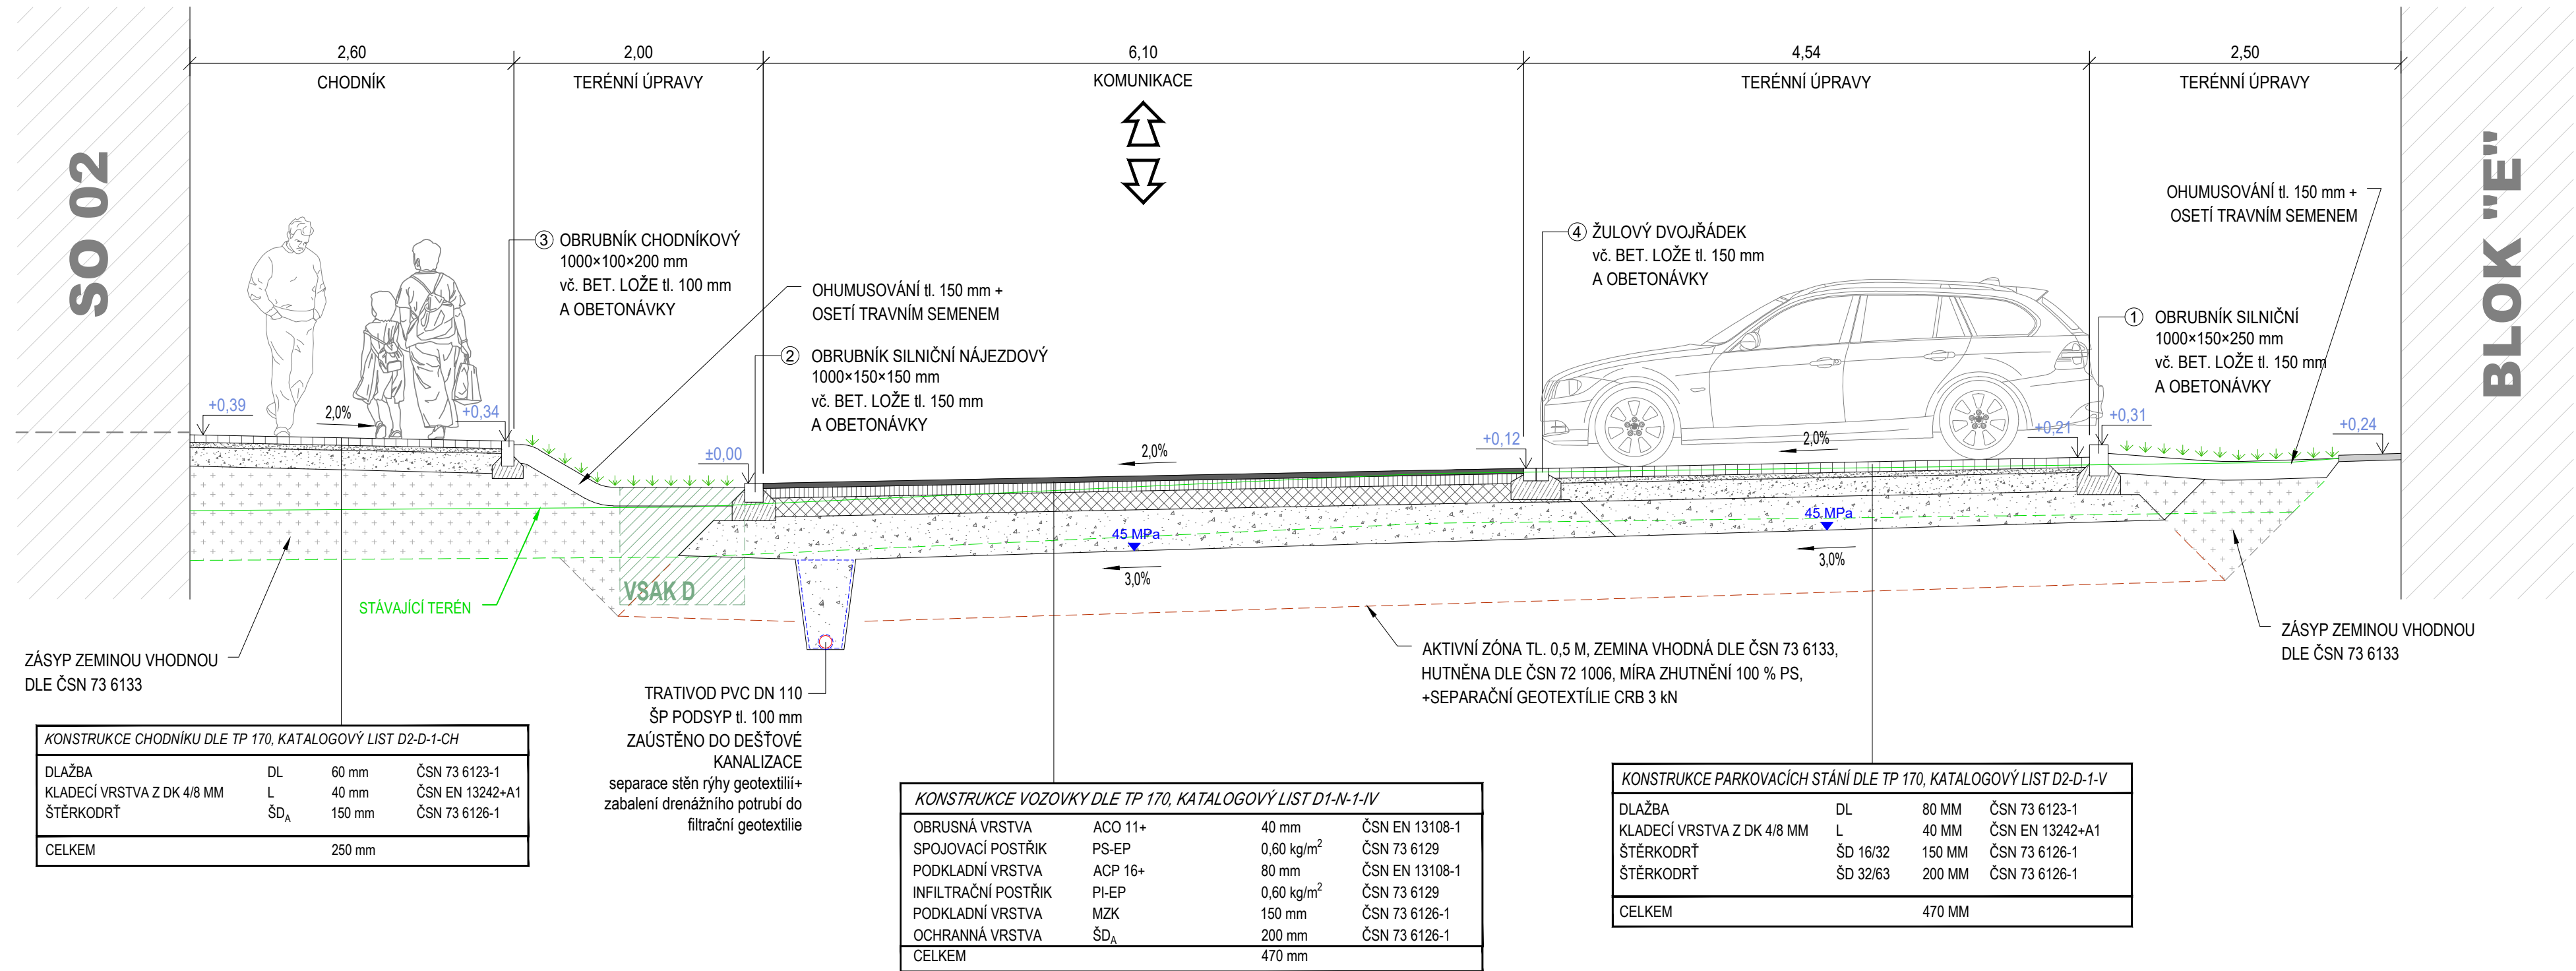 2,60
2,00
6,10
4,54
2,50
CHODNÍK
TERÉNNÍ ÚPRAVY
KOMUNIKACE
TERÉNNÍ ÚPRAVY
TERÉNNÍ ÚPRAVY
SO 02
BLOK "E"
OHUMUSOVÁNÍ tl. 150 mm +
OSETÍ TRAVNÍM SEMENEM
3 OBRUBNÍK CHODNÍKOVÝ
1000×100×200 mm
vč. BET. LOŽE tl. 100 mm
A OBETONÁVKY
4 ŽULOVÝ DVOJŘÁDEK
vč. BET. LOŽE tl. 150 mm
A OBETONÁVKY
OHUMUSOVÁNÍ tl. 150 mm +
OSETÍ TRAVNÍM SEMENEM
1 OBRUBNÍK SILNIČNÍ
1000×150×250 mm
vč. BET. LOŽE tl. 150 mm
A OBETONÁVKY
2 OBRUBNÍK SILNIČNÍ NÁJEZDOVÝ
1000×150×150 mm
vč. BET. LOŽE tl. 150 mm
A OBETONÁVKY
+0,39
2,0%
+0,34
±0,00
2,0%
+0,12
2,0%
+0,21
+0,31
+0,24
45 MPa
3,0%
45 MPa
3,0%
VSAK D
STÁVAJÍCÍ TERÉN
ZÁSYP ZEMINOU VHODNOU
DLE ČSN 73 6133
ZÁSYP ZEMINOU VHODNOU
DLE ČSN 73 6133
AKTIVNÍ ZÓNA TL. 0,5 M, ZEMINA VHODNÁ DLE ČSN 73 6133,
HUTNĚNA DLE ČSN 72 1006, MÍRA ZHUTNĚNÍ 100 % PS,
+SEPARAČNÍ GEOTEXTÍLIE CRB 3 kN
TRATIVOD PVC DN 110
ŠP PODSYP tl. 100 mm
ZAÚSTĚNO DO DEŠŤOVÉ
KANALIZACE
separace stěn rýhy geotextilií+
zabalení drenážního potrubí do
filtrační geotextilie
KONSTRUKCE CHODNÍKU DLE TP 170, KATALOGOVÝ LIST D2-D-1-CH
DLAŽBA DL 60 mm ČSN 73 6123-1
KLADECÍ VRSTVA Z DK 4/8 MM L 40 mm ČSN EN 13242+A1
ŠTĚRKODRŤ ŠDA 150 mm ČSN 73 6126-1
CELKEM 250 mm
KONSTRUKCE VOZOVKY DLE TP 170, KATALOGOVÝ LIST D1-N-1-IV
OBRUSNÁ VRSTVA ACO 11+ 40 mm ČSN EN 13108-1
SPOJOVACÍ POSTŘIK PS-EP 0,60 kg/m2 ČSN 73 6129
PODKLADNÍ VRSTVA ACP 16+ 80 mm ČSN EN 13108-1
INFILTRAČNÍ POSTŘIK PI-EP 0,60 kg/m2 ČSN 73 6129
PODKLADNÍ VRSTVA MZK 150 mm ČSN 73 6126-1
OCHRANNÁ VRSTVA ŠDA 200 mm ČSN 73 6126-1
CELKEM 470 mm
KONSTRUKCE PARKOVACÍCH STÁNÍ DLE TP 170, KATALOGOVÝ LIST D2-D-1-V
DLAŽBA DL 80 MM ČSN 73 6123-1
KLADECÍ VRSTVA Z DK 4/8 MM L 40 MM ČSN EN 13242+A1
ŠTĚRKODRŤ ŠD 16/32 150 MM ČSN 73 6126-1
ŠTĚRKODRŤ ŠD 32/63 200 MM ČSN 73 6126-1
CELKEM 470 MM